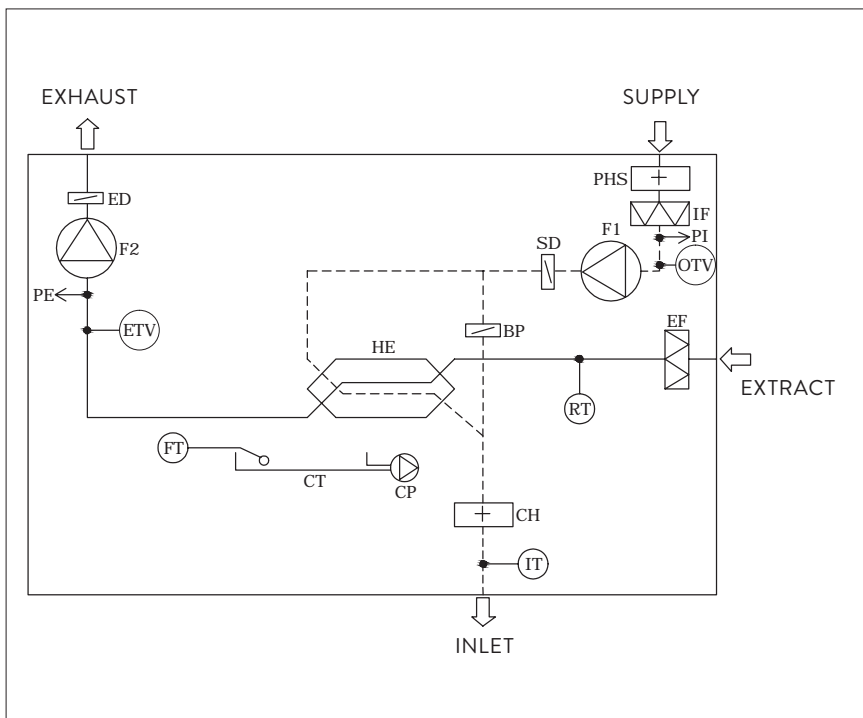 EXHAUST
SUPPLY
ED
PHS
F2
F1
IF
SD
PI
PE
OTV
ETV
BP
EF
HE
EXTRACT
RT
FT
CT
CP
CH
IT
INLET